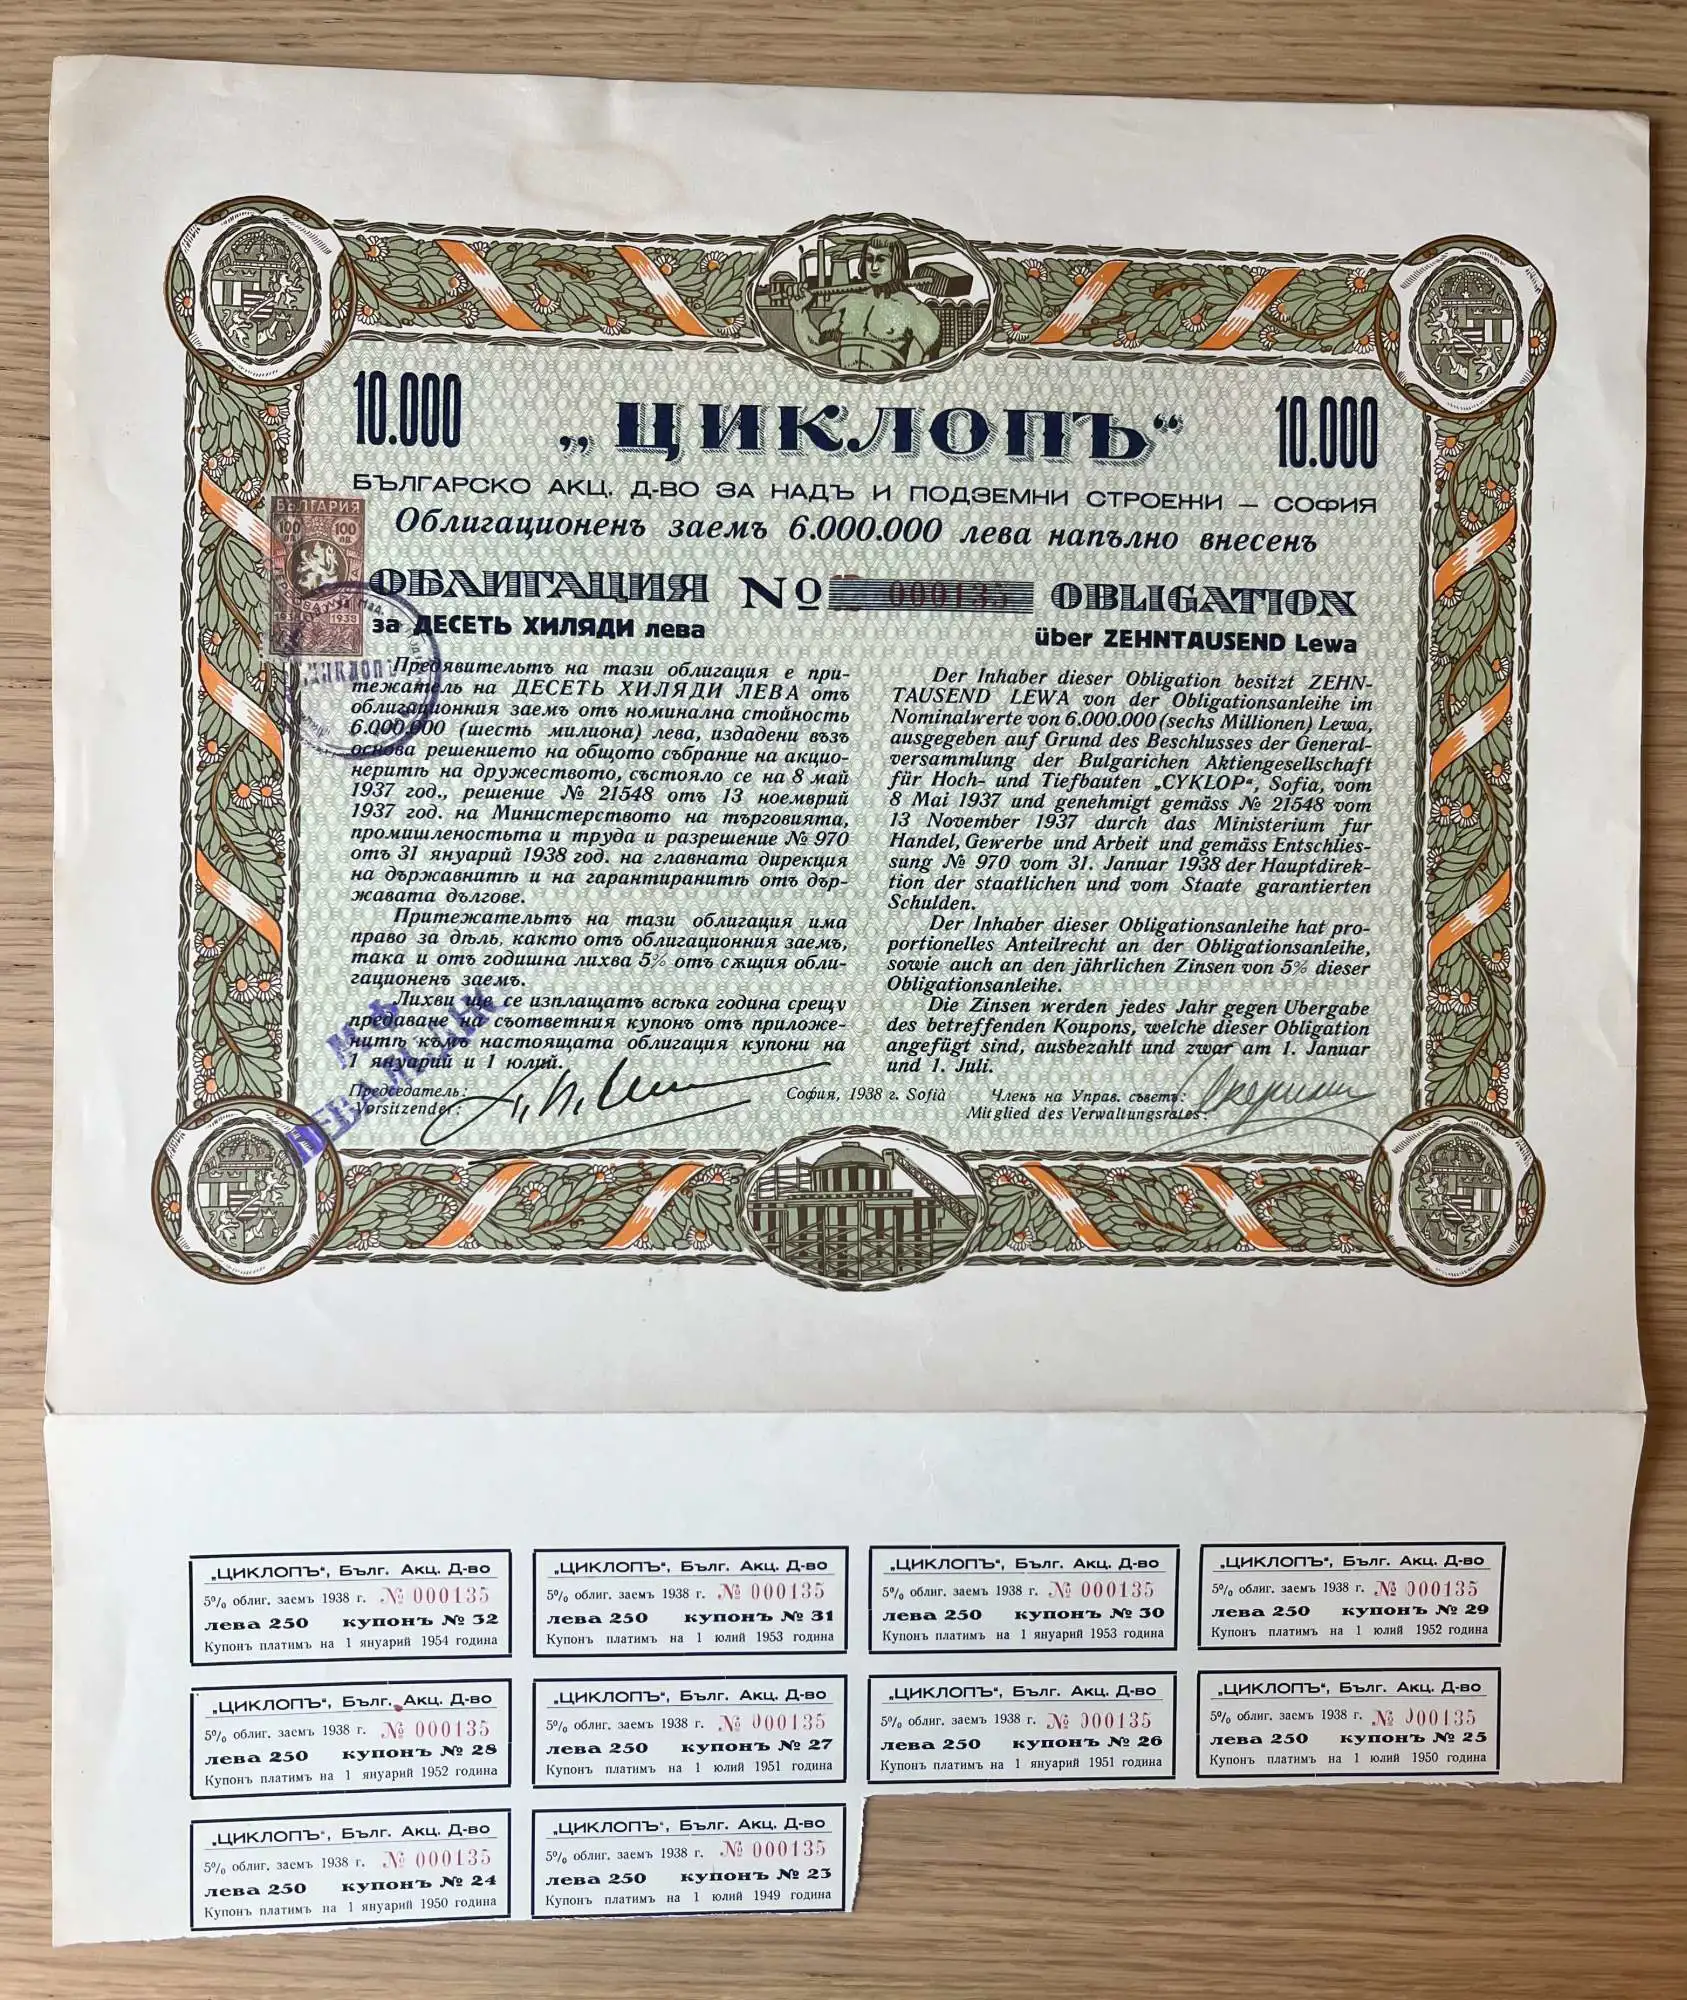 10.000 „ЦИКЛОПЪ“ 10.000
БЪЛГАРСКО АКЦ. Д-ВО ЗА НАДЪ И ПОДЗЕМНИ СТРОЕЖИ — СОФИЯ
Облигационенъ заемъ 6.000.000 лева напълно внесенъ
БЪЛГАРИЯ
100 100
ЛВ. ЛВ.
1938 1938
ОБЛИГАЦИЯ № 000135 OBLIGATION
за ДЕСЕТЬ ХИЛЯДИ лева
über ZEHNTAUSEND Lewa
Предявительтъ на тази облигация е при-
тежатель на ДЕСЕТЬ ХИЛЯДИ ЛЕВА отъ
облигационния заемъ отъ номинална стойность
6.000.000 (шесть милиона) лева, издадени възъ
основа решението на общото събрание на акцио-
неритѣ на дружеството, състояло се на 8 май
1937 год., решение № 21548 отъ 13 ноемврий
1937 год. на Министерството на търговията,
промишленостьта и труда и разрешение № 970
отъ 31 януарий 1938 год. на главната дирекция
на държавнитѣ и на гарантиранитѣ отъ дър-
жавата дългове.
Притежательтъ на тази облигация има
право за дѣлъ, както отъ облигационния заемъ,
така и отъ годишна лихва 5% отъ сѫщия обли-
гационенъ заемъ.
Лихви ще се изплащатъ всѣка година срещу
предаване на съответния купонъ отъ приложе-
нитѣ къмъ настоящата облигация купони на
1 януарий и 1 юлий.
Der Inhaber dieser Obligation besitzt ZEHN-
TAUSEND LEWA von der Obligationsanleihe im
Nominalwerte von 6.000.000 (sechs Millionen) Lewa,
ausgegeben auf Grund des Beschlusses der General-
versammlung der Bulgarichen Aktiengesellschaft
für Hoch- und Tiefbauten „CYKLOP“, Sofia, vom
8 Mai 1937 und genehmigt gemäss № 21548 vom
13 November 1937 durch das Ministerium fur
Handel, Gewerbe und Arbeit und gemäss Entschlies-
sung № 970 vom 31. Januar 1938 der Hauptdirek-
tion der staatlichen und vom Staate garantierten
Schulden.
Der Inhaber dieser Obligationsanleihe hat pro-
portionelles Anteilrecht an der Obligationsanleihe,
sowie auch an den jährlichen Zinsen von 5% dieser
Obligationsanleihe.
Die Zinsen werden jedes Jahr gegen Ubergabe
des betreffenden Koupons, welche dieser Obligation
angefügt sind, ausbezahlt und zwar am 1. Januar
und 1. Juli.
Председатель:
Vorsitzender:
София, 1938 г. Sofià
Членъ на Управ. съветъ:
Mitglied des Verwaltungsrates:
„ЦИКЛОПЪ“, Бълг. Акц. Д-во
5% облиг. заемъ 1938 г. № 000135
лева 250 купонъ № 32
Купонъ платимъ на 1 януарий 1954 година
„ЦИКЛОПЪ“, Бълг. Акц. Д-во
5% облиг. заемъ 1938 г. № 000135
лева 250 купонъ № 31
Купонъ платимъ на 1 юлий 1953 година
„ЦИКЛОПЪ“, Бълг. Акц. Д-во
5% облиг. заемъ 1938 г. № 000135
лева 250 купонъ № 30
Купонъ платимъ на 1 януарий 1953 година
„ЦИКЛОПЪ“, Бълг. Акц. Д-во
5% облиг. заемъ 1938 г. № 000135
лева 250 купонъ № 29
Купонъ платимъ на 1 юлий 1952 година
„ЦИКЛОПЪ“, Бълг. Акц. Д-во
5% облиг. заемъ 1938 г. № 000135
лева 250 купонъ № 28
Купонъ платимъ на 1 януарий 1952 година
„ЦИКЛОПЪ“, Бълг. Акц. Д-во
5% облиг. заемъ 1938 г. № 000135
лева 250 купонъ № 27
Купонъ платимъ на 1 юлий 1951 година
„ЦИКЛОПЪ“, Бълг. Акц. Д-во
5% облиг. заемъ 1938 г. № 000135
лева 250 купонъ № 26
Купонъ платимъ на 1 януарий 1951 година
„ЦИКЛОПЪ“, Бълг. Акц. Д-во
5% облиг. заемъ 1938 г. № 000135
лева 250 купонъ № 25
Купонъ платимъ на 1 юлий 1950 година
„ЦИКЛОПЪ“, Бълг. Акц. Д-во
5% облиг. заемъ 1938 г. № 000135
лева 250 купонъ № 24
Купонъ платимъ на 1 януарий 1950 година
„ЦИКЛОПЪ“, Бълг. Акц. Д-во
5% облиг. заемъ 1938 г. № 000135
лева 250 купонъ № 23
Купонъ платимъ на 1 юлий 1949 година